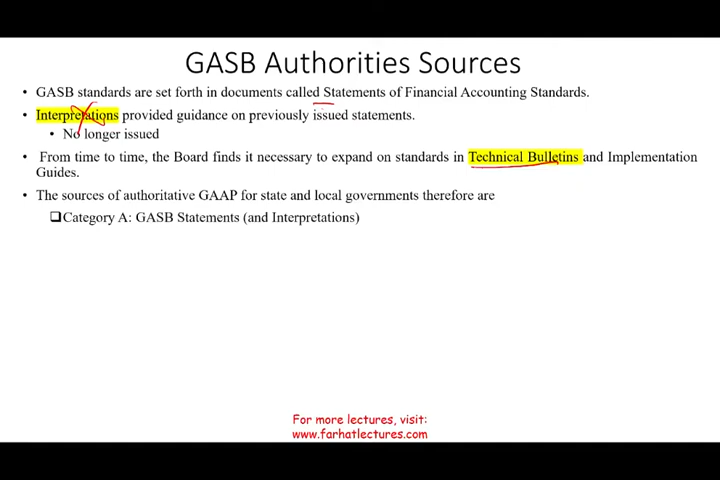 GASB Authorities Sources
• GASB standards are set forth in documents called Statements of Financial Accounting Standards.
• Interpretations provided guidance on previously issued statements.
• No longer issued
• From time to time, the Board finds it necessary to expand on standards in Technical Bulletins and Implementation
Guides.
• The sources of authoritative GAAP for state and local governments therefore are
❑Category A: GASB Statements (and Interpretations)
For more lectures, visit:
www.farhatlectures.com